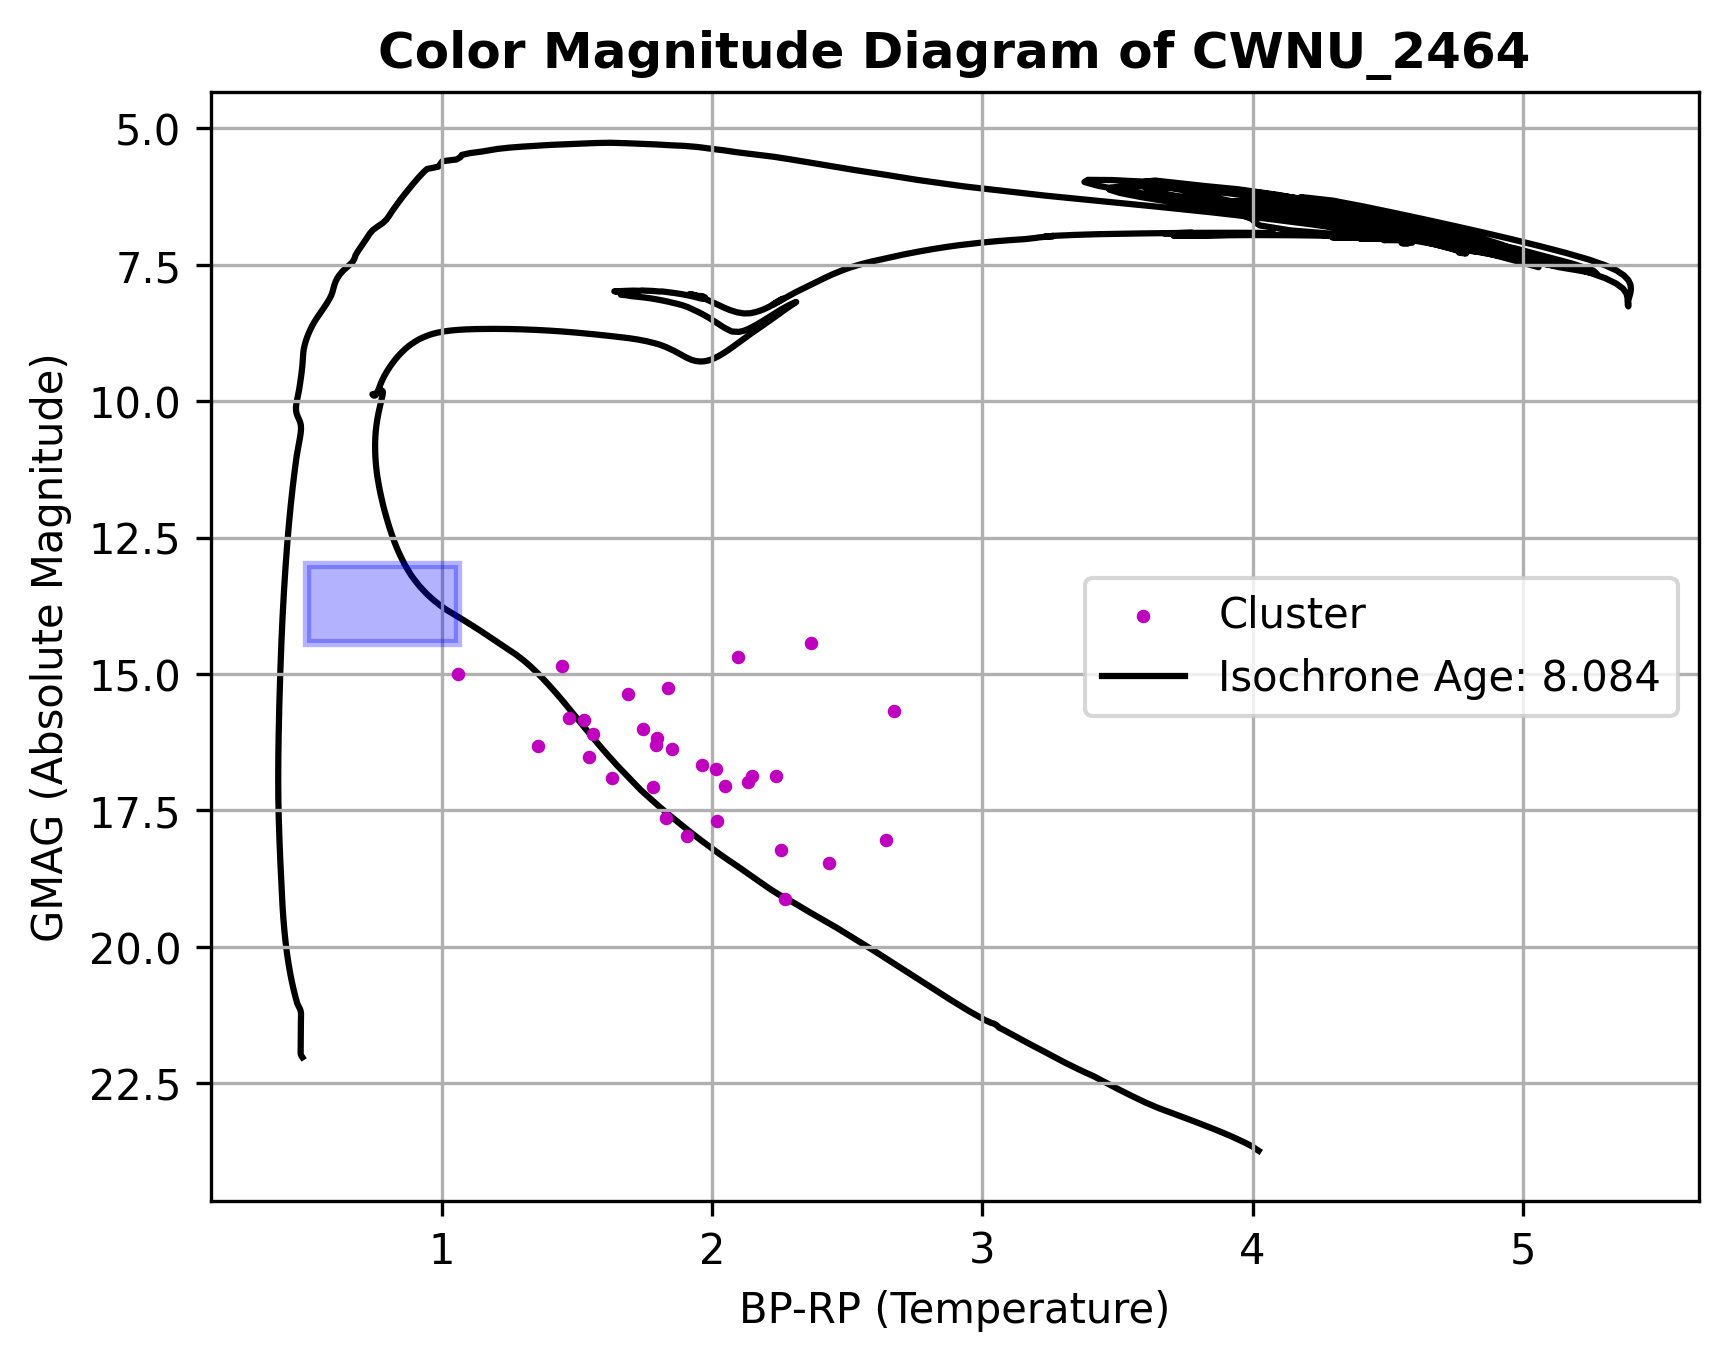 Color Magnitude Diagram of CWNU_2464
GMAG (Absolute Magnitude)
5.0
7.5
10.0
12.5
15.0
17.5
20.0
22.5
Cluster
Isochrone Age: 8.084
1 2 3 4 5
BP-RP (Temperature)